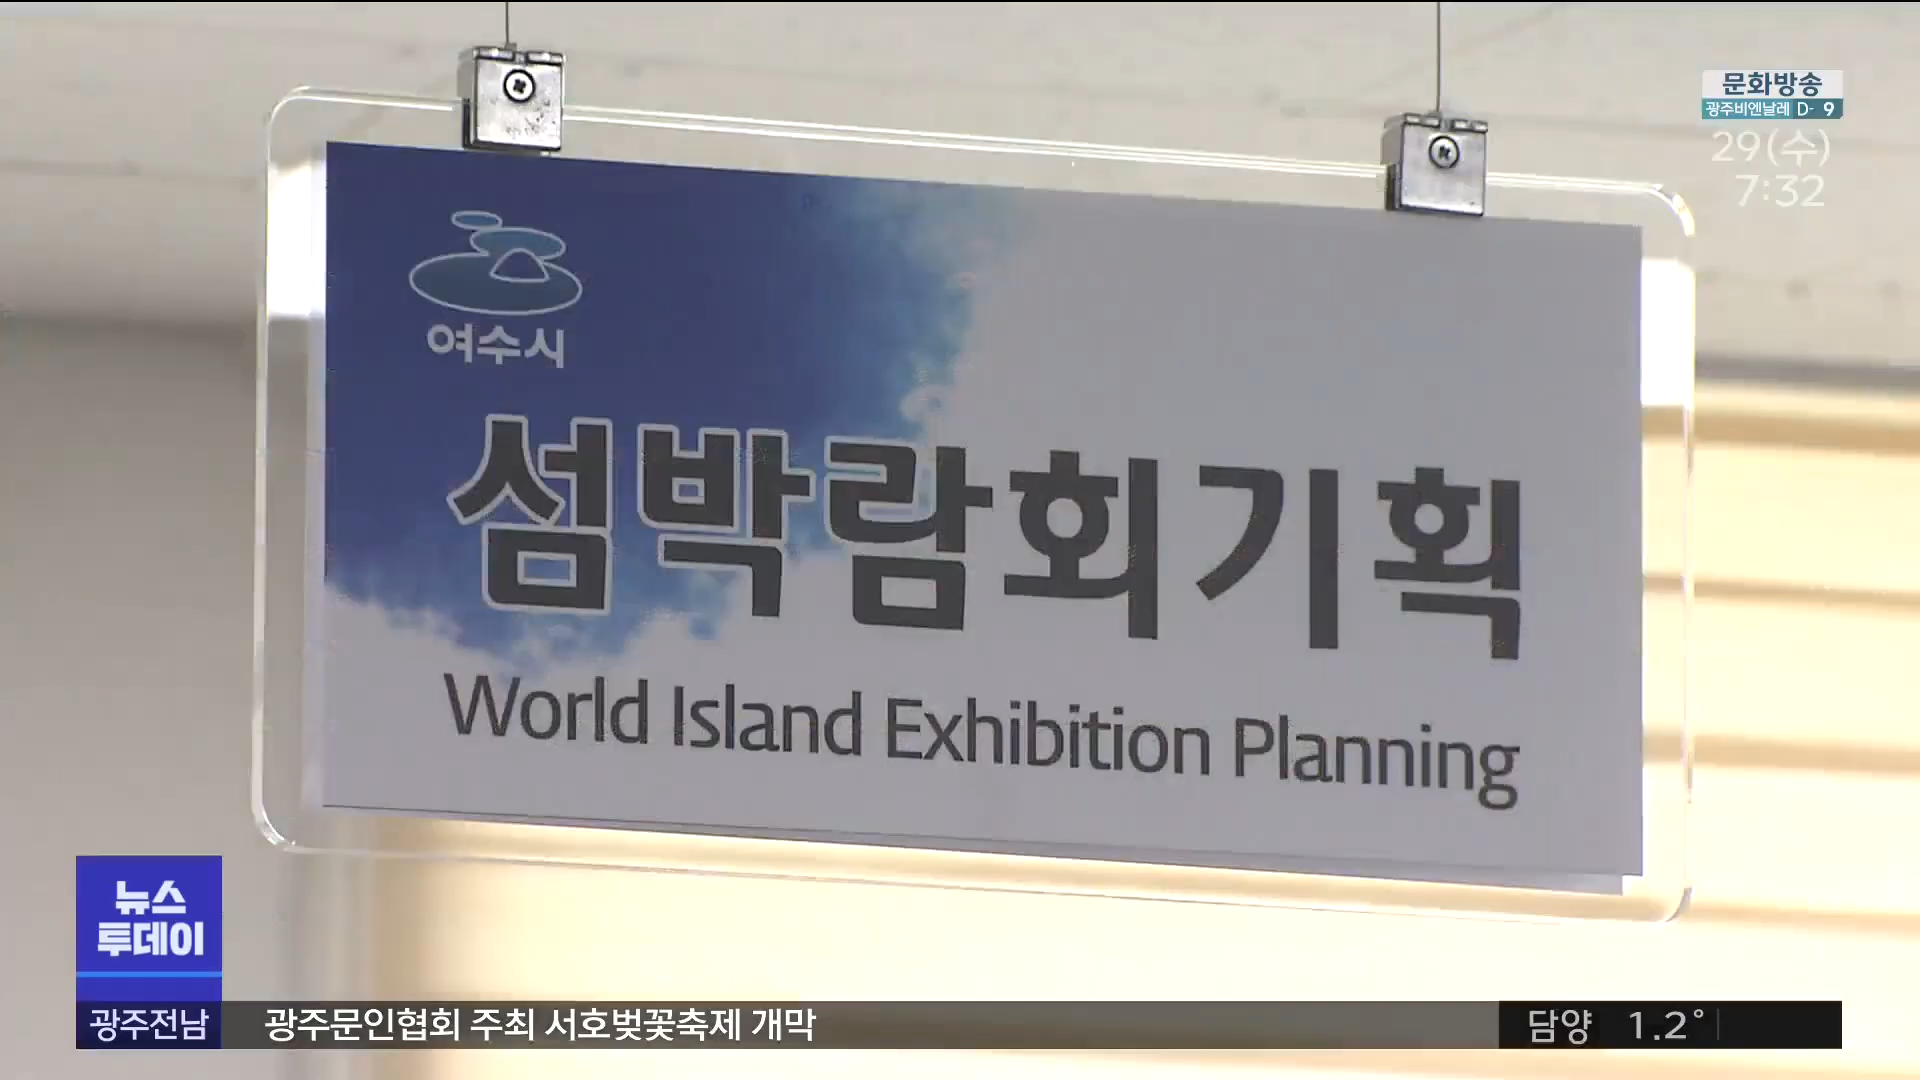 문화방송
광주비엔날레 D- 9
29(수)
7:32
여수시
섬박람회기획
World Island Exhibition Planning
뉴스
투데이
광주전남 광주문인협회 주최 서호벚꽃축제 개막 담양 1.2°